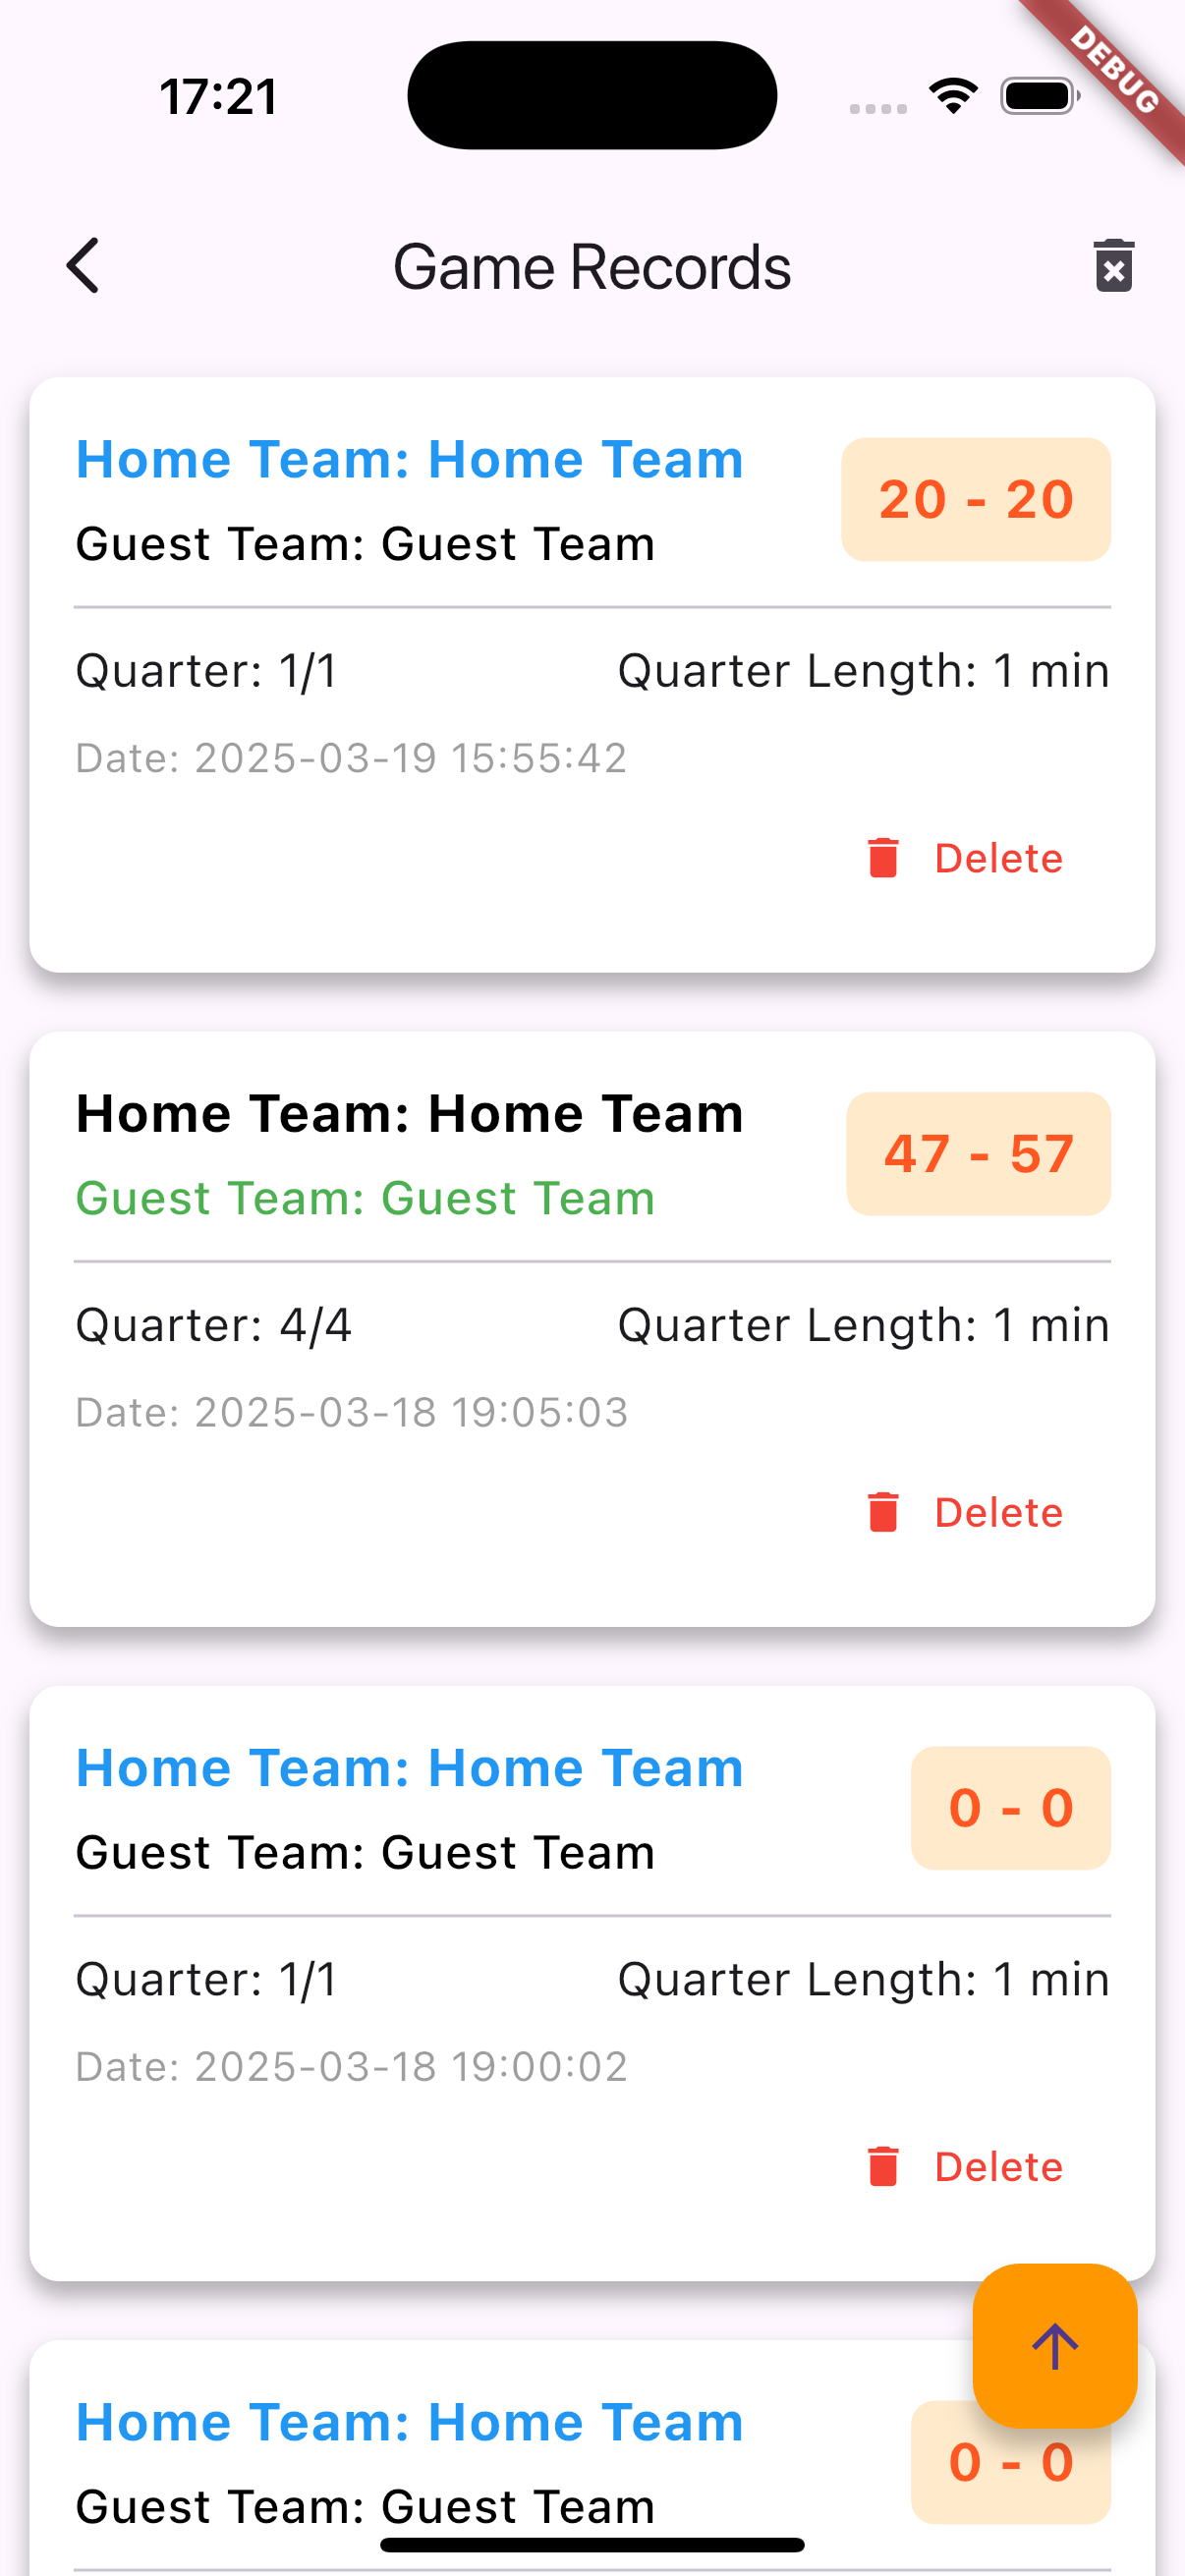 17:21
DEBUG
Game Records
Home Team: Home Team
20 - 20
Guest Team: Guest Team
Quarter: 1/1 Quarter Length: 1 min
Date: 2025-03-19 15:55:42
Delete
Home Team: Home Team
47 - 57
Guest Team: Guest Team
Quarter: 4/4 Quarter Length: 1 min
Date: 2025-03-18 19:05:03
Delete
Home Team: Home Team
0 - 0
Guest Team: Guest Team
Quarter: 1/1 Quarter Length: 1 min
Date: 2025-03-18 19:00:02
Delete
Home Team: Home Team
0 - 0
Guest Team: Guest Team